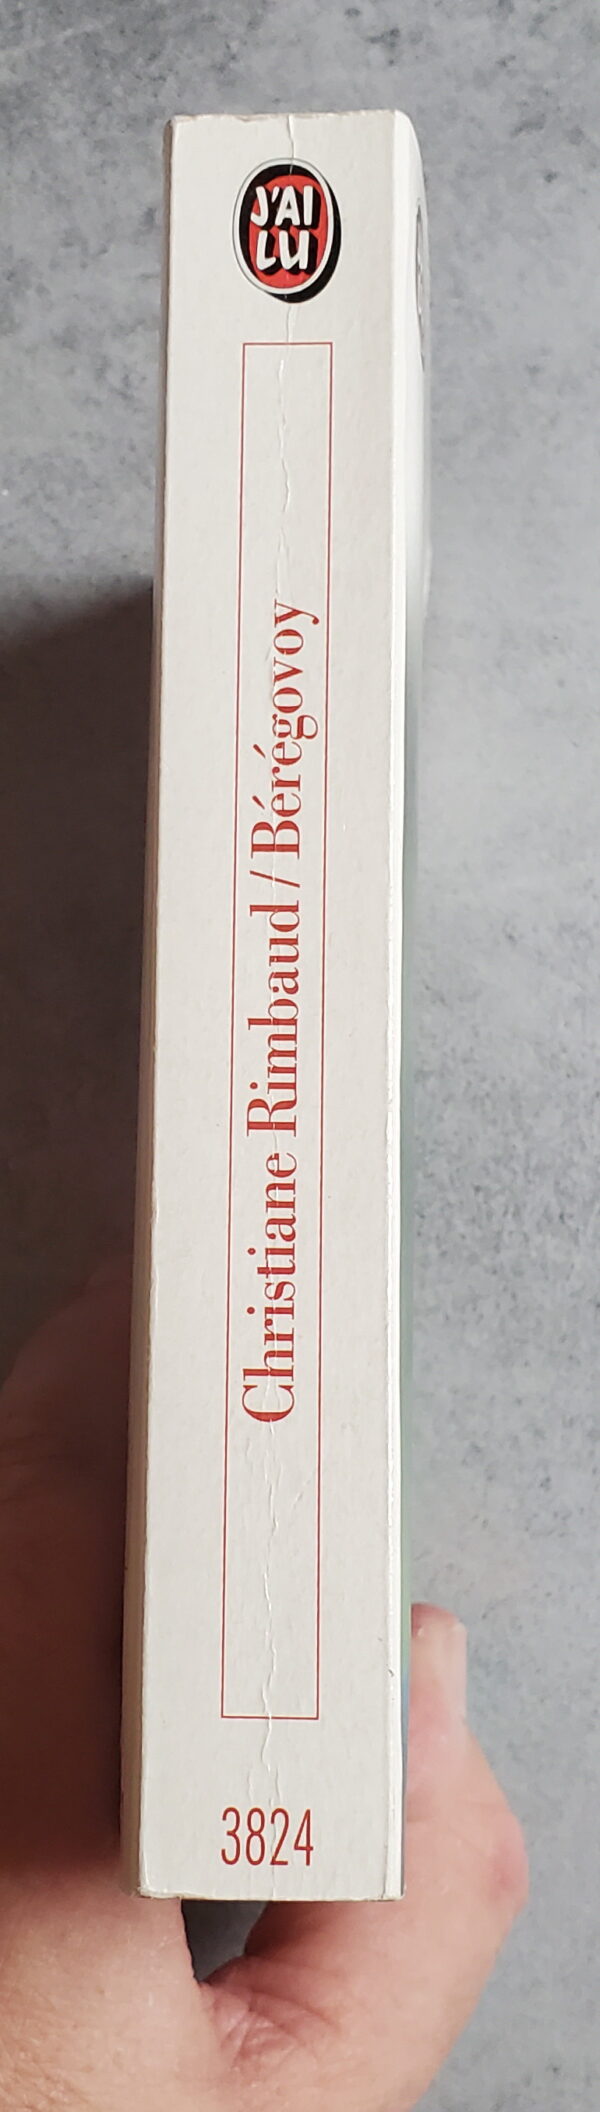 J'AI
LU
Christiane Rimbaud / Bérégovoy
3824